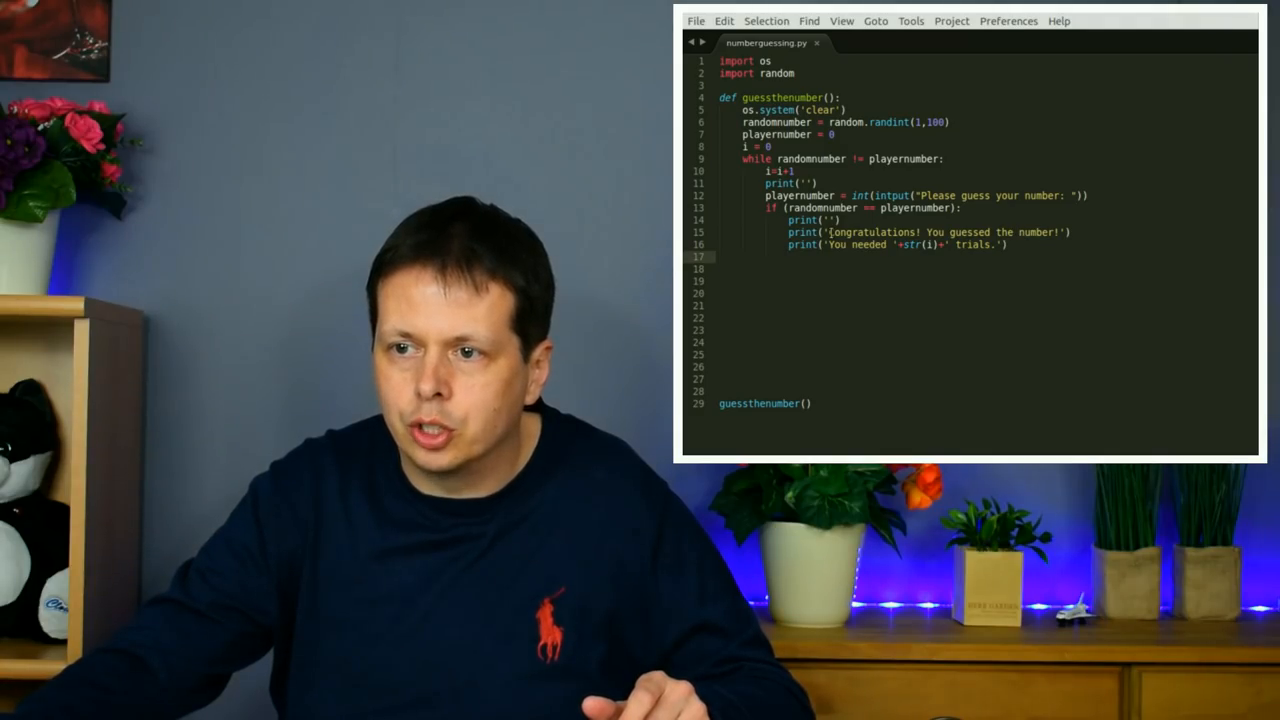 File Edit Selection Find View Goto Tools Project Preferences Help
numberguessing.py ×
1 import os
2 import random
3
4 def guessthenumber():
5 os.system('clear')
6 randomnumber = random.randint(1,100)
7 playernumber = 0
8 i = 0
9 while randomnumber != playernumber:
10 i=i+1
11 print('')
12 playernumber = int(intput("Please guess your number: "))
13 if (randomnumber == playernumber):
14 print('')
15 print('Congratulations! You guessed the number!')
16 print('You needed '+str(i)+' trials.')
17
18
19
20
21
22
23
24
25
26
27
28
29 guessthenumber()